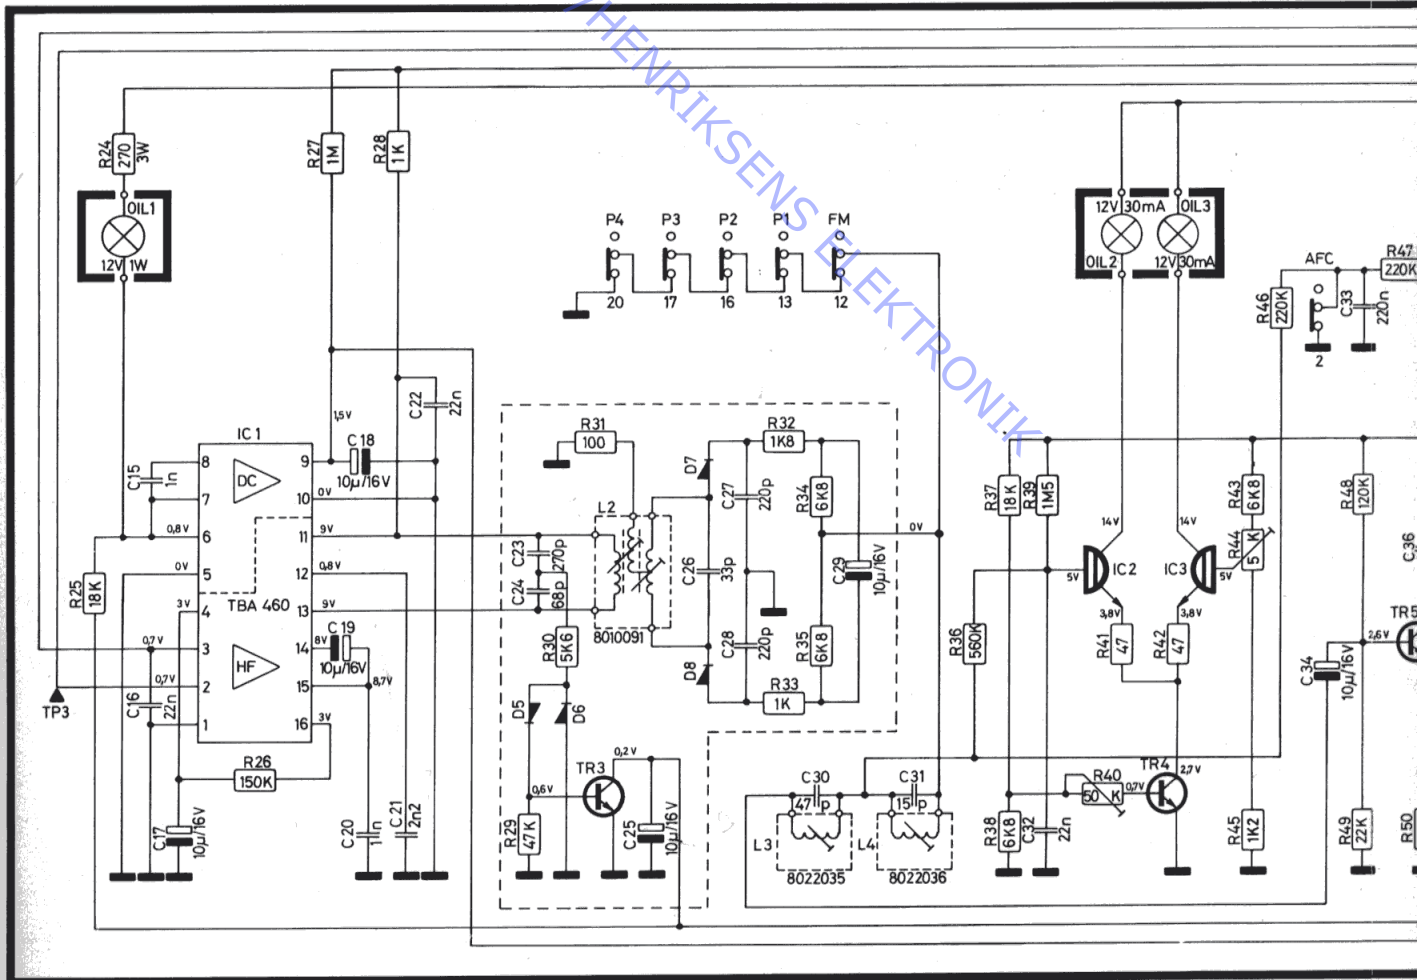 /HENRIKSENS ELEKTRONIK
R24
270
3W
OIL1
12V 1W
R27
1M
R28
1K
P4
P3
P2
P1
FM
20
17
16
13
12
12V 30mA
OIL3
OIL2
12V 30mA
AFC
2
R46
220K
C33
220n
R47
220K
1,5V
C22
22n
IC 1
DC
HF
TBA 460
8
7
6
5
4
3
2
1
9
10
11
12
13
14
15
16
C15
1n
0,8V
0V
3V
0,7V
0,7V
C16
22n
R25
18K
TP3
C 18
10µ/16V
0V
9V
0,8V
9V
8V
C 19
10µ/16V
8,7V
3V
R26
150K
C17
10µ/16V
C20
1n
C21
2n2
R31
100
L2
8010091
C23
270p
C24
68p
R30
5K6
D5
D6
TR3
0,6V
0,2V
R29
47K
C25
10µ/16V
D7
D8
C26
33p
C27
220p
C28
220p
R32
1K8
R33
1K
R34
6K8
R35
6K8
C29
10µ/16V
0V
C30
47p
C31
15p
L3
8022035
L4
8022036
R36
560K
R37
18K
R39
1M5
R38
6K8
C32
22n
R40
50 K
0,7V
TR4
2,7V
14V
14V
IC2
IC3
5V
5V
3,8V
3,8V
R41
47
R42
47
R43
6K8
R44
5 K
R45
1K2
R48
120K
R49
22K
C34
10µ/16V
2,6V
TR5
C36
R50